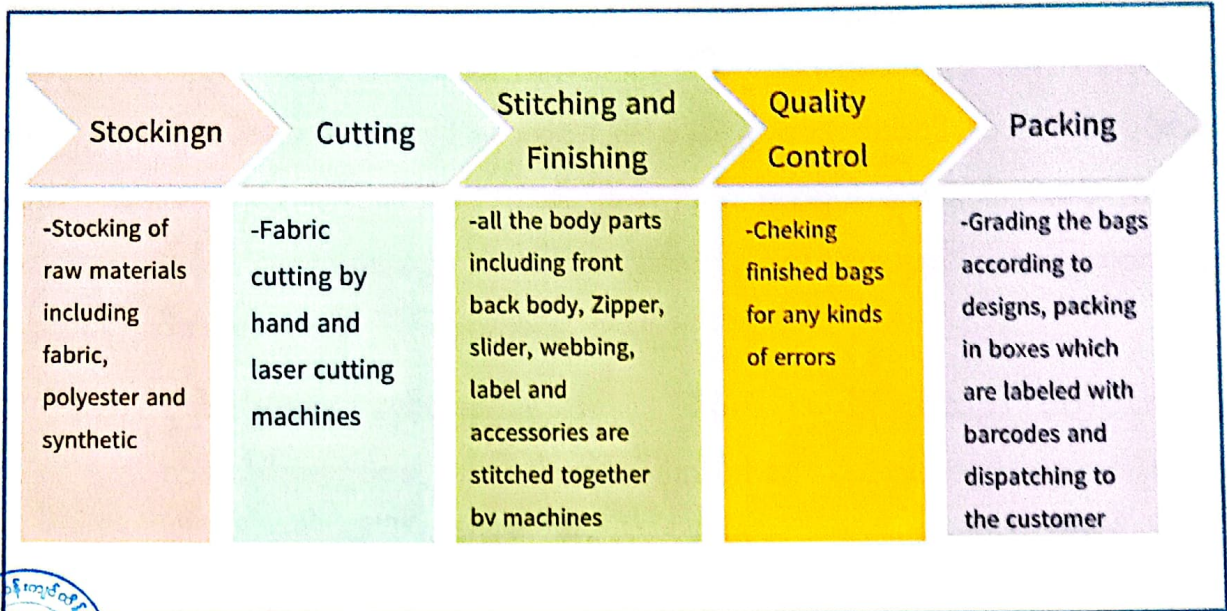 Stockingn
-Stocking of
raw materials
including
fabric,
polyester and
synthetic
Cutting
-Fabric
cutting by
hand and
laser cutting
machines
Stitching and
Finishing
-all the body parts
including front
back body, Zipper,
slider, webbing,
label and
accessories are
stitched together
by machines
Quality
Control
-Cheking
finished bags
for any kinds
of errors
Packing
-Grading the bags
according to
designs, packing
in boxes which
are labeled with
barcodes and
dispatching to
the customer